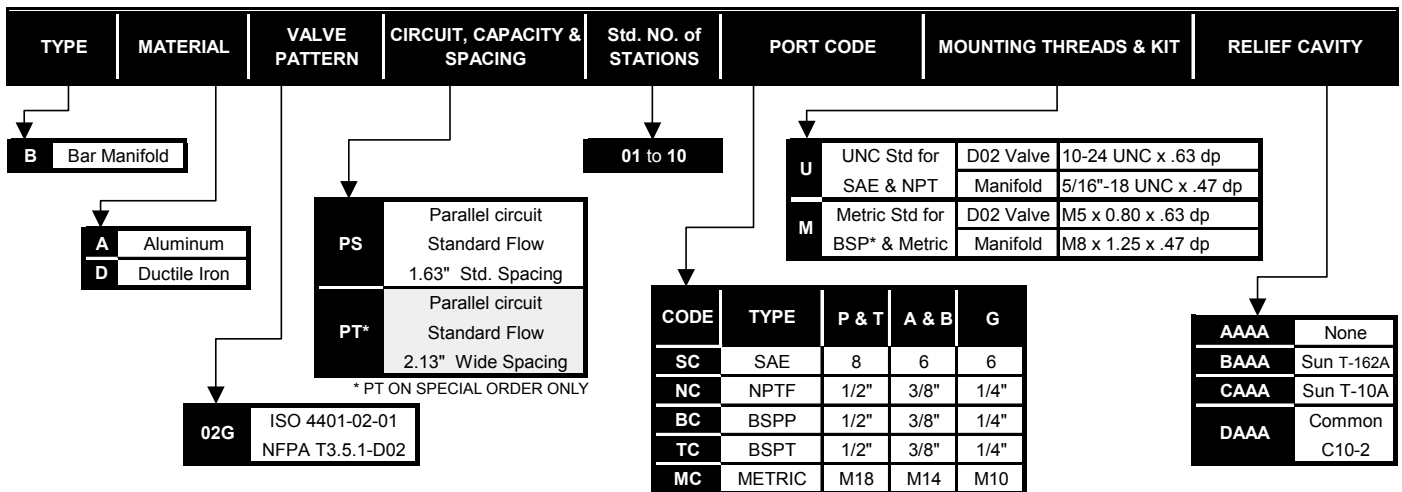 TYPE
MATERIAL
VALVE PATTERN
CIRCUIT, CAPACITY & SPACING
Std. NO. of STATIONS
PORT CODE
MOUNTING THREADS & KIT
RELIEF CAVITY
B Bar Manifold
A Aluminum
D Ductile Iron
02G ISO 4401-02-01
NFPA T3.5.1-D02
PS Parallel circuit
Standard Flow
1.63" Std. Spacing
PT* Parallel circuit
Standard Flow
2.13" Wide Spacing
* PT ON SPECIAL ORDER ONLY
01 to 10
CODE TYPE P & T A & B G
SC SAE 8 6 6
NC NPTF 1/2" 3/8" 1/4"
BC BSPP 1/2" 3/8" 1/4"
TC BSPT 1/2" 3/8" 1/4"
MC METRIC M18 M14 M10
U UNC Std for D02 Valve 10-24 UNC x .63 dp
SAE & NPT Manifold 5/16"-18 UNC x .47 dp
M Metric Std for D02 Valve M5 x 0.80 x .63 dp
BSP* & Metric Manifold M8 x 1.25 x .47 dp
AAAA None
BAAA Sun T-162A
CAAA Sun T-10A
DAAA Common
C10-2